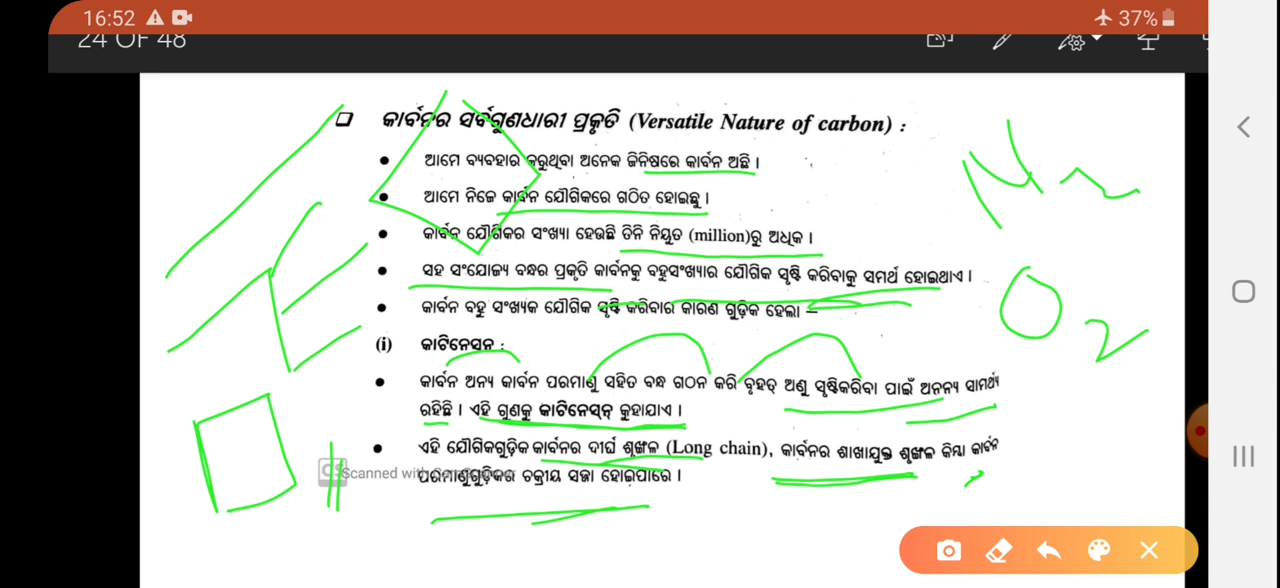 16:52
37%
24 OF 48
❑ କାର୍ବନର ସର୍ବଗୁଣଧାରୀ ପ୍ରକୃତି (Versatile Nature of carbon) :
● ଆମେ ବ୍ୟବହାର କରୁଥିବା ଅନେକ ଜିନିଷରେ କାର୍ବନ ଅଛି ।
● ଆମେ ନିଜେ କାର୍ବନ ଯୌଗିକରେ ଗଠିତ ହୋଇଛୁ ।
● କାର୍ବନ ଯୌଗିକର ସଂଖ୍ୟା ହେଉଛି ତିନି ନିୟୁତ (million)ରୁ ଅଧିକ ।
● ସହ ସଂଯୋଜ୍ୟ ବନ୍ଧର ପ୍ରକୃତି କାର୍ବନକୁ ବହୁସଂଖ୍ୟାର ଯୌଗିକ ସୃଷ୍ଟି କରିବାକୁ ସମର୍ଥ ହୋଇଥାଏ ।
● କାର୍ବନ ବହୁ ସଂଖ୍ୟକ ଯୌଗିକ ସୃଷ୍ଟି କରିବାର କାରଣ ଗୁଡ଼ିକ ହେଲା –
(i) କାଟିନେସନ :
● କାର୍ବନ ଅନ୍ୟ କାର୍ବନ ପରମାଣୁ ସହିତ ବନ୍ଧ ଗଠନ କରି ବୃହତ୍ ଅଣୁ ସୃଷ୍ଟିକରିବା ପାଇଁ ଅନନ୍ୟ ସାମର୍ଥ୍ୟ
ରହିଛି । ଏହି ଗୁଣକୁ କାଟିନେସନ୍ କୁହାଯାଏ ।
● ଏହି ଯୌଗିକଗୁଡ଼ିକ କାର୍ବନର ଦୀର୍ଘ ଶୃଙ୍ଖଳ (Long chain), କାର୍ବନର ଶାଖାଯୁକ୍ତ ଶୃଙ୍ଖଳ କିମ୍ବା କାର୍ବନ
ପରମାଣୁଗୁଡ଼ିକର ଚକ୍ରୀୟ ସଜ୍ଜା ହୋଇପାରେ ।
CS Scanned with
N2
O2